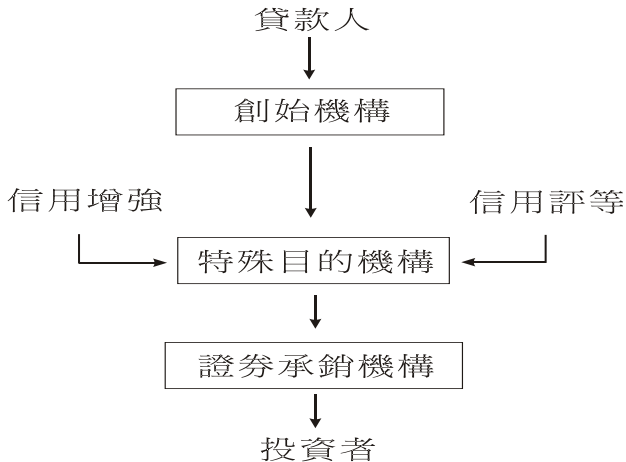 貸款人
創始機構
信用增強
信用評等
特殊目的機構
證券承銷機構
投資者